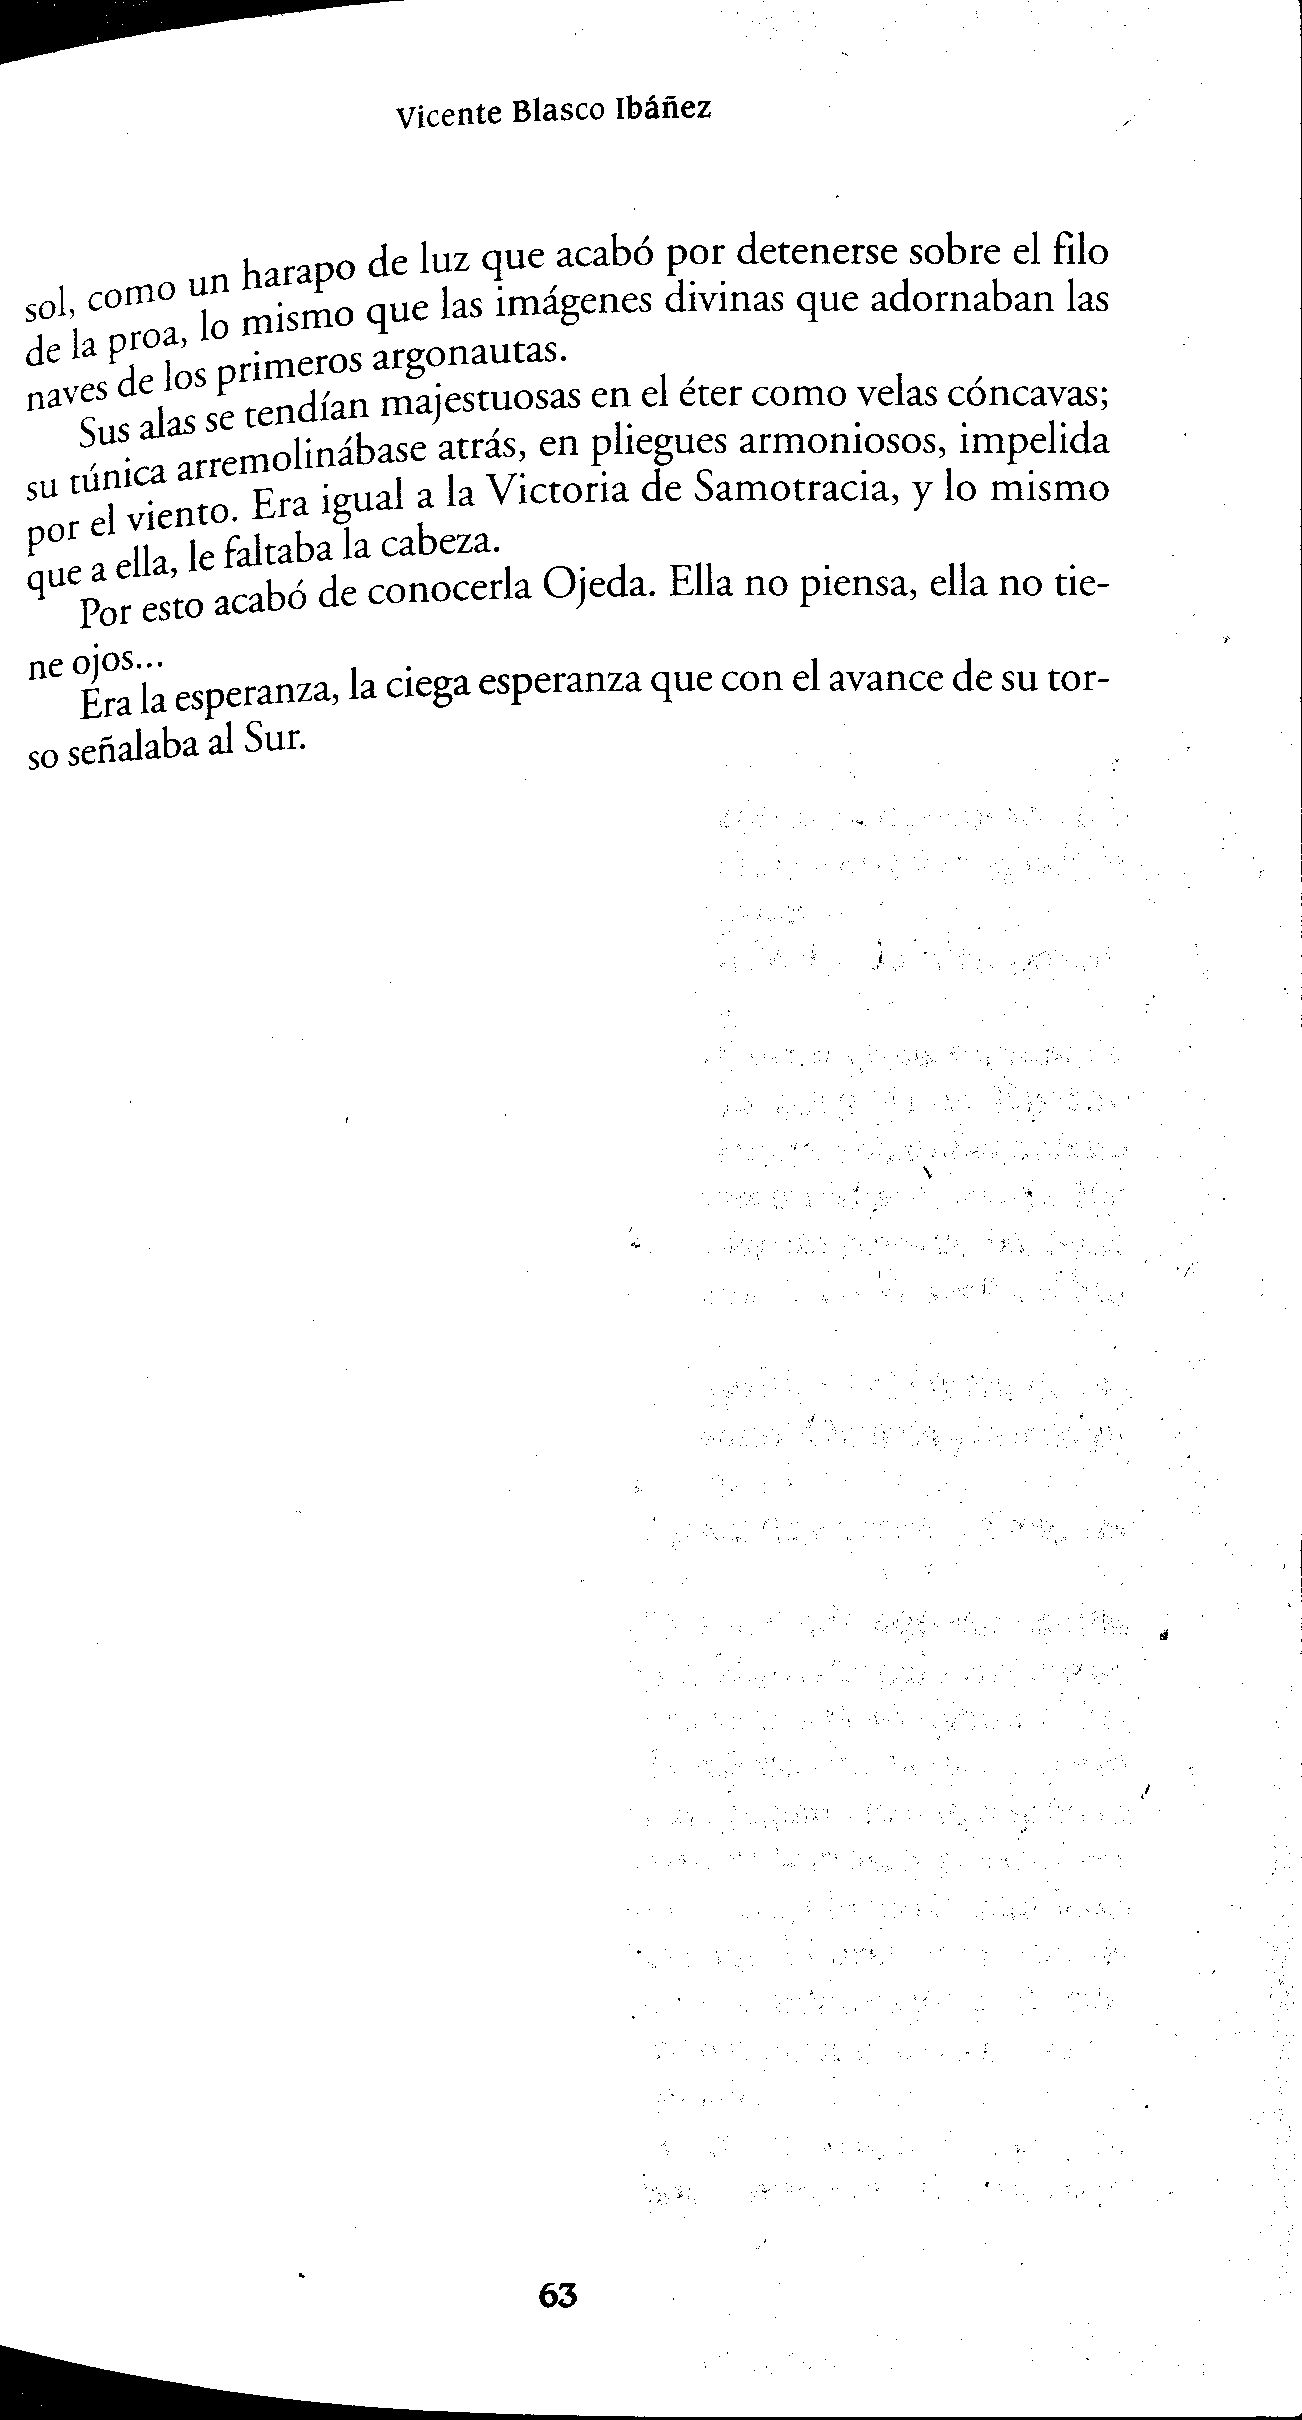 Vicente Blasco Ibáñez
sol, como un harapo de luz que acabó por detenerse sobre el filo
de la proa, lo mismo que las imágenes divinas que adornaban las
naves de los primeros argonautas.
Sus alas se tendían majestuosas en el éter como velas cóncavas;
su túnica arremolinábase atrás, en pliegues armoniosos, impelida
por el viento. Era igual a la Victoria de Samotracia, y lo mismo
que a ella, le faltaba la cabeza.
Por esto acabó de conocerla Ojeda. Ella no piensa, ella no tie-
ne ojos...
Era la esperanza, la ciega esperanza que con el avance de su tor-
so señalaba al Sur.
63